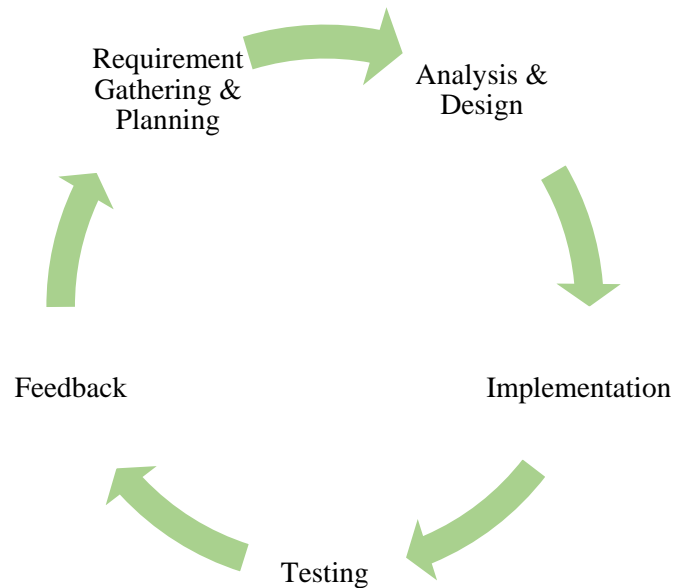 Requirement
Gathering &
Planning
Analysis &
Design
Implementation
Testing
Feedback